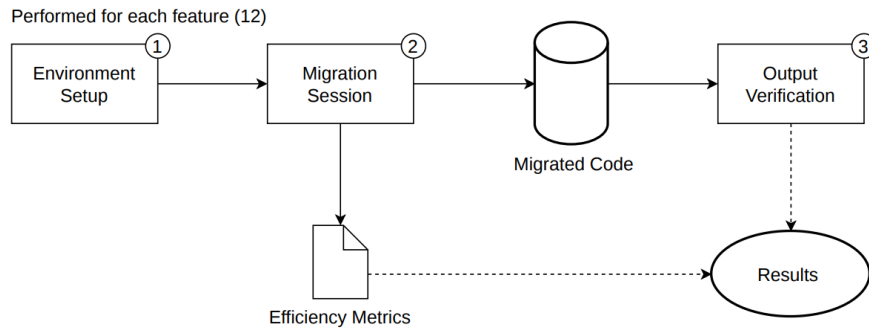 Performed for each feature (12)
1
Environment
Setup
2
Migration
Session
Migrated Code
3
Output
Verification
Efficiency Metrics
Results